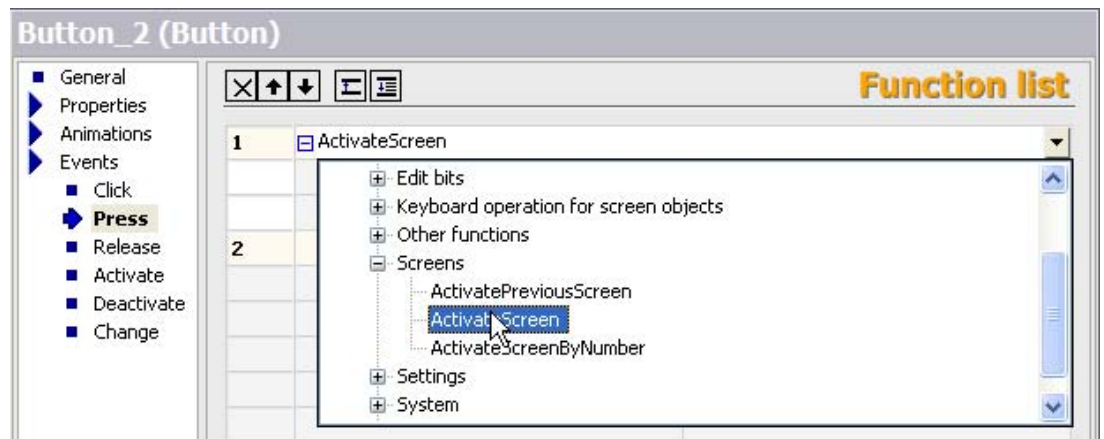 Button_2 (Button)
General
Properties
Animations
Events
Click
Press
Release
Activate
Deactivate
Change
Function list
1 ActivateScreen
Edit bits
Keyboard operation for screen objects
Other functions
2
Screens
ActivatePreviousScreen
ActivateScreen
ActivateScreenByNumber
Settings
System